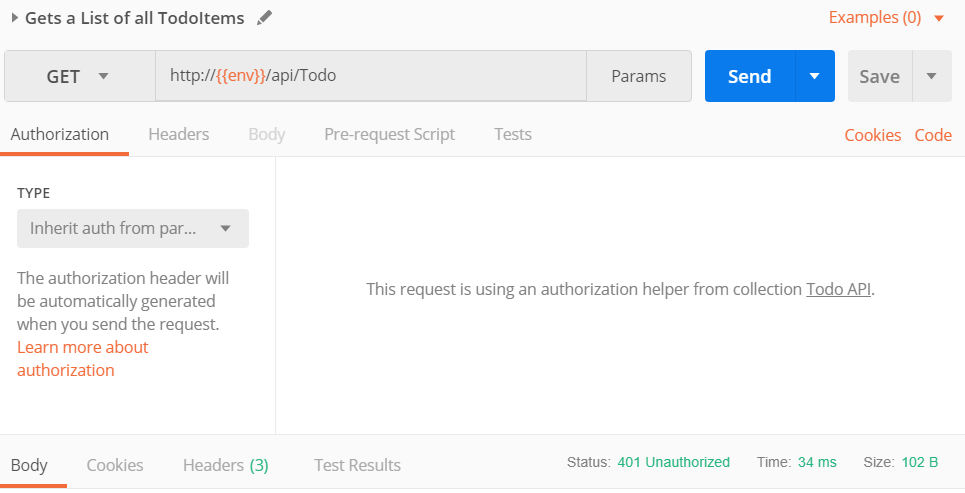 Gets a List of all TodoItems
Examples (0)
GET
http://{{env}}/api/Todo
Params
Send
Save
Authorization
Headers
Body
Pre-request Script
Tests
Cookies
Code
TYPE
Inherit auth from par...
The authorization header will
be automatically generated
when you send the request.
Learn more about
authorization
This request is using an authorization helper from collection Todo API.
Body
Cookies
Headers (3)
Test Results
Status: 401 Unauthorized
Time: 34 ms
Size: 102 B